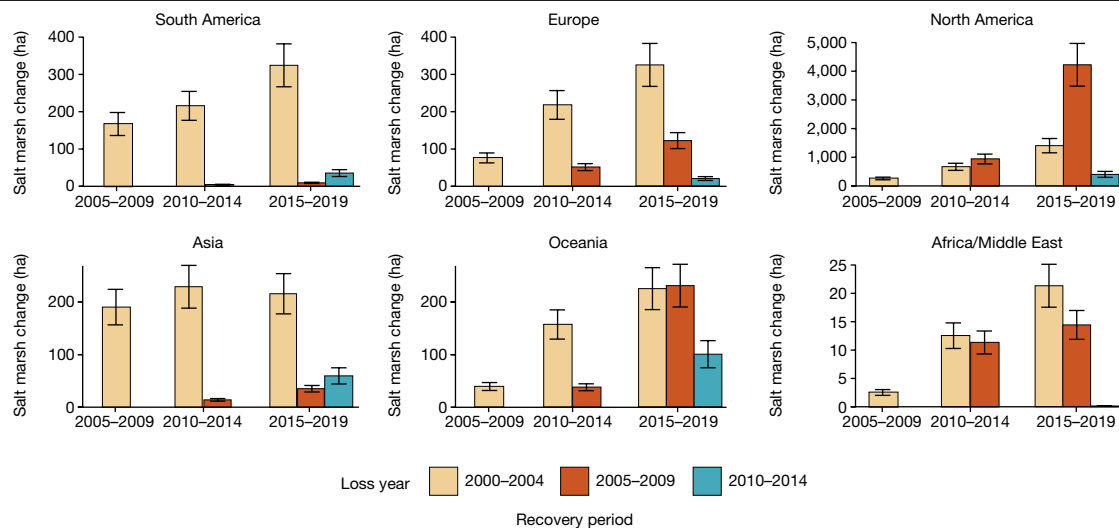 South America
Europe
North America
Salt marsh change (ha)
400
300
200
100
0
2005–2009 2010–2014 2015–2019
Salt marsh change (ha)
400
300
200
100
0
2005–2009 2010–2014 2015–2019
Salt marsh change (ha)
5,000
4,000
3,000
2,000
1,000
0
2005–2009 2010–2014 2015–2019
Asia
Oceania
Africa/Middle East
Salt marsh change (ha)
200
100
0
2005–2009 2010–2014 2015–2019
Salt marsh change (ha)
200
100
0
2005–2009 2010–2014 2015–2019
Salt marsh change (ha)
25
20
15
10
5
0
2005–2009 2010–2014 2015–2019
Loss year 2000–2004 2005–2009 2010–2014
Recovery period